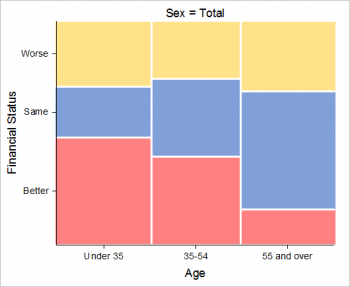 Sex = Total
Financial Status
Worse
Same
Better
Under 35
35-54
55 and over
Age